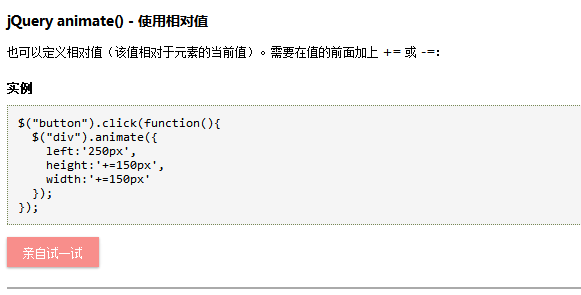 jQuery animate() - 使用相对值
也可以定义相对值（该值相对于元素的当前值）。需要在值的前面加上 += 或 -=：
实例
$("button").click(function(){
  $("div").animate({
    left:'250px',
    height:'+=150px',
    width:'+=150px'
  });
});
亲自试一试